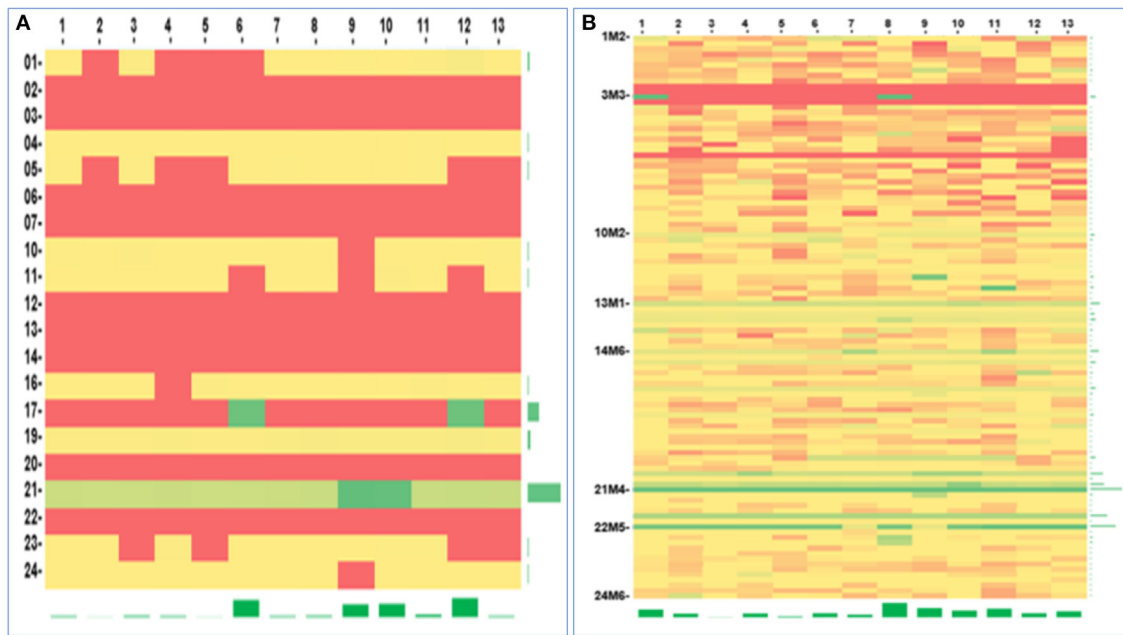 A
1 2 3 4 5 6 7 8 9 10 11 12 13
01-
02-
03-
04-
05-
06-
07-
10-
11-
12-
13-
14-
16-
17-
19-
20-
21-
22-
23-
24-
B
1 2 3 4 5 6 7 8 9 10 11 12 13
1M2-
3M3-
10M2-
13M1-
14M6-
21M4-
22M5-
24M6-